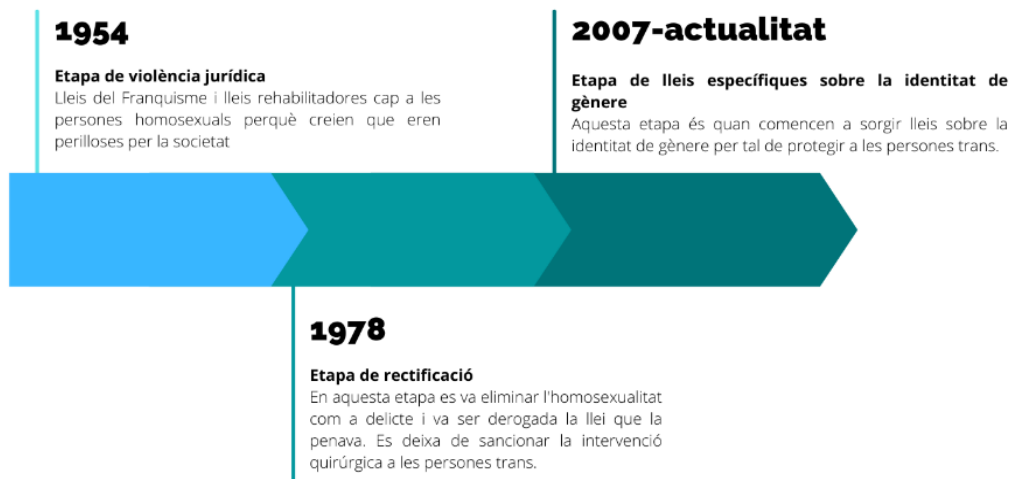 1954
Etapa de violència jurídica
Lleis del Franquisme i lleis rehabilitadores cap a les
persones homosexuals perquè creien que eren
perilloses per la societat
2007-actualitat
Etapa de lleis específiques sobre la identitat de
gènere
Aquesta etapa és quan comencen a sorgir lleis sobre la
identitat de gènere per tal de protegir a les persones trans.
1978
Etapa de rectificació
En aquesta etapa es va eliminar l'homosexualitat
com a delicte i va ser derogada la llei que la
penava. Es deixa de sancionar la intervenció
quirúrgica a les persones trans.